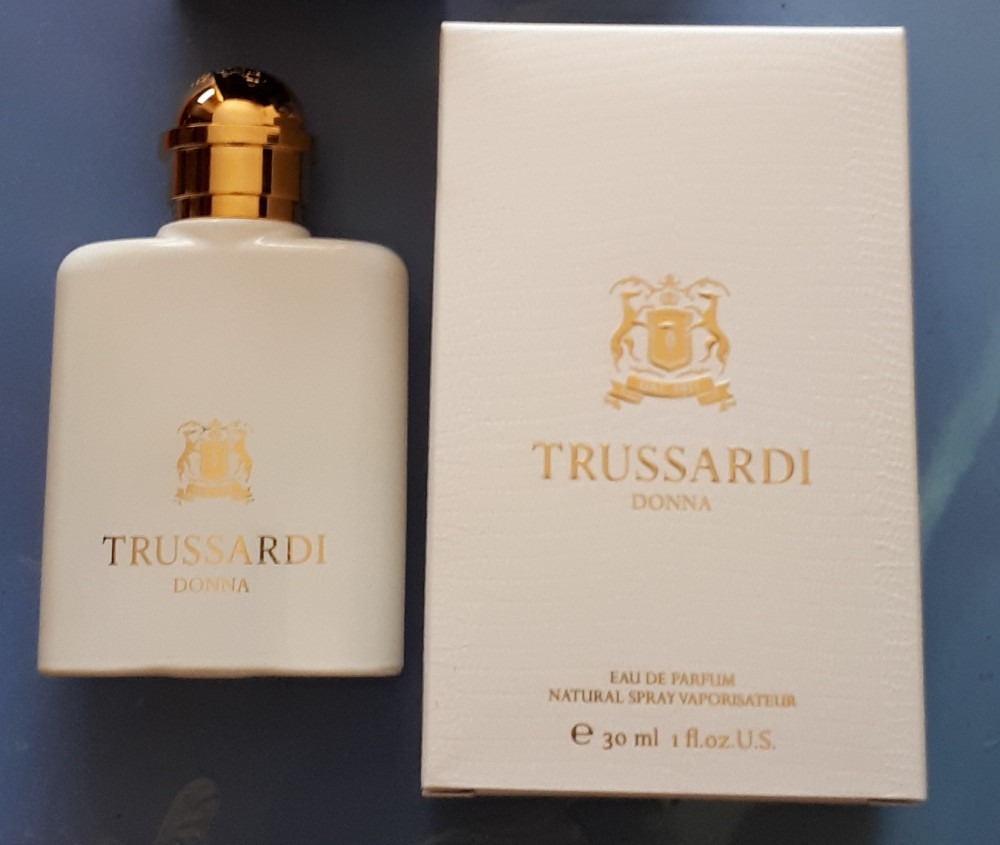 TRUSSARDI
DONNA
TRUSSARDI
DONNA
EAU DE PARFUM
NATURAL SPRAY VAPORISATEUR
℮ 30 ml 1 fl.oz.U.S.